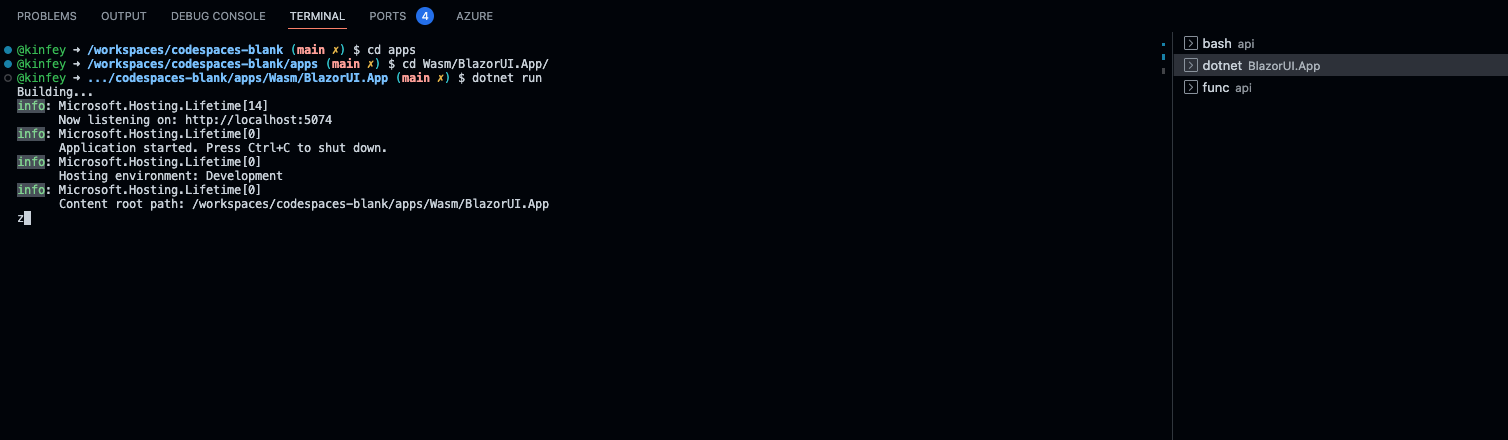 PROBLEMS OUTPUT DEBUG CONSOLE TERMINAL PORTS 4 AZURE
@kinfey ➜ /workspaces/codespaces-blank (main ✗) $ cd apps
@kinfey ➜ /workspaces/codespaces-blank/apps (main ✗) $ cd Wasm/BlazorUI.App/
@kinfey ➜ .../codespaces-blank/apps/Wasm/BlazorUI.App (main ✗) $ dotnet run
Building...
info: Microsoft.Hosting.Lifetime[14]
Now listening on: http://localhost:5074
info: Microsoft.Hosting.Lifetime[0]
Application started. Press Ctrl+C to shut down.
info: Microsoft.Hosting.Lifetime[0]
Hosting environment: Development
info: Microsoft.Hosting.Lifetime[0]
Content root path: /workspaces/codespaces-blank/apps/Wasm/BlazorUI.App
z
bash api
dotnet BlazorUI.App
func api